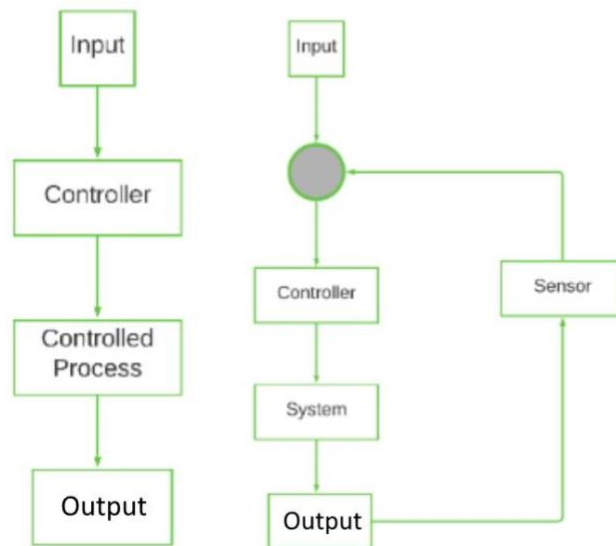 Input
Controller
Controlled
Process
Output
Input
Controller
System
Output
Sensor